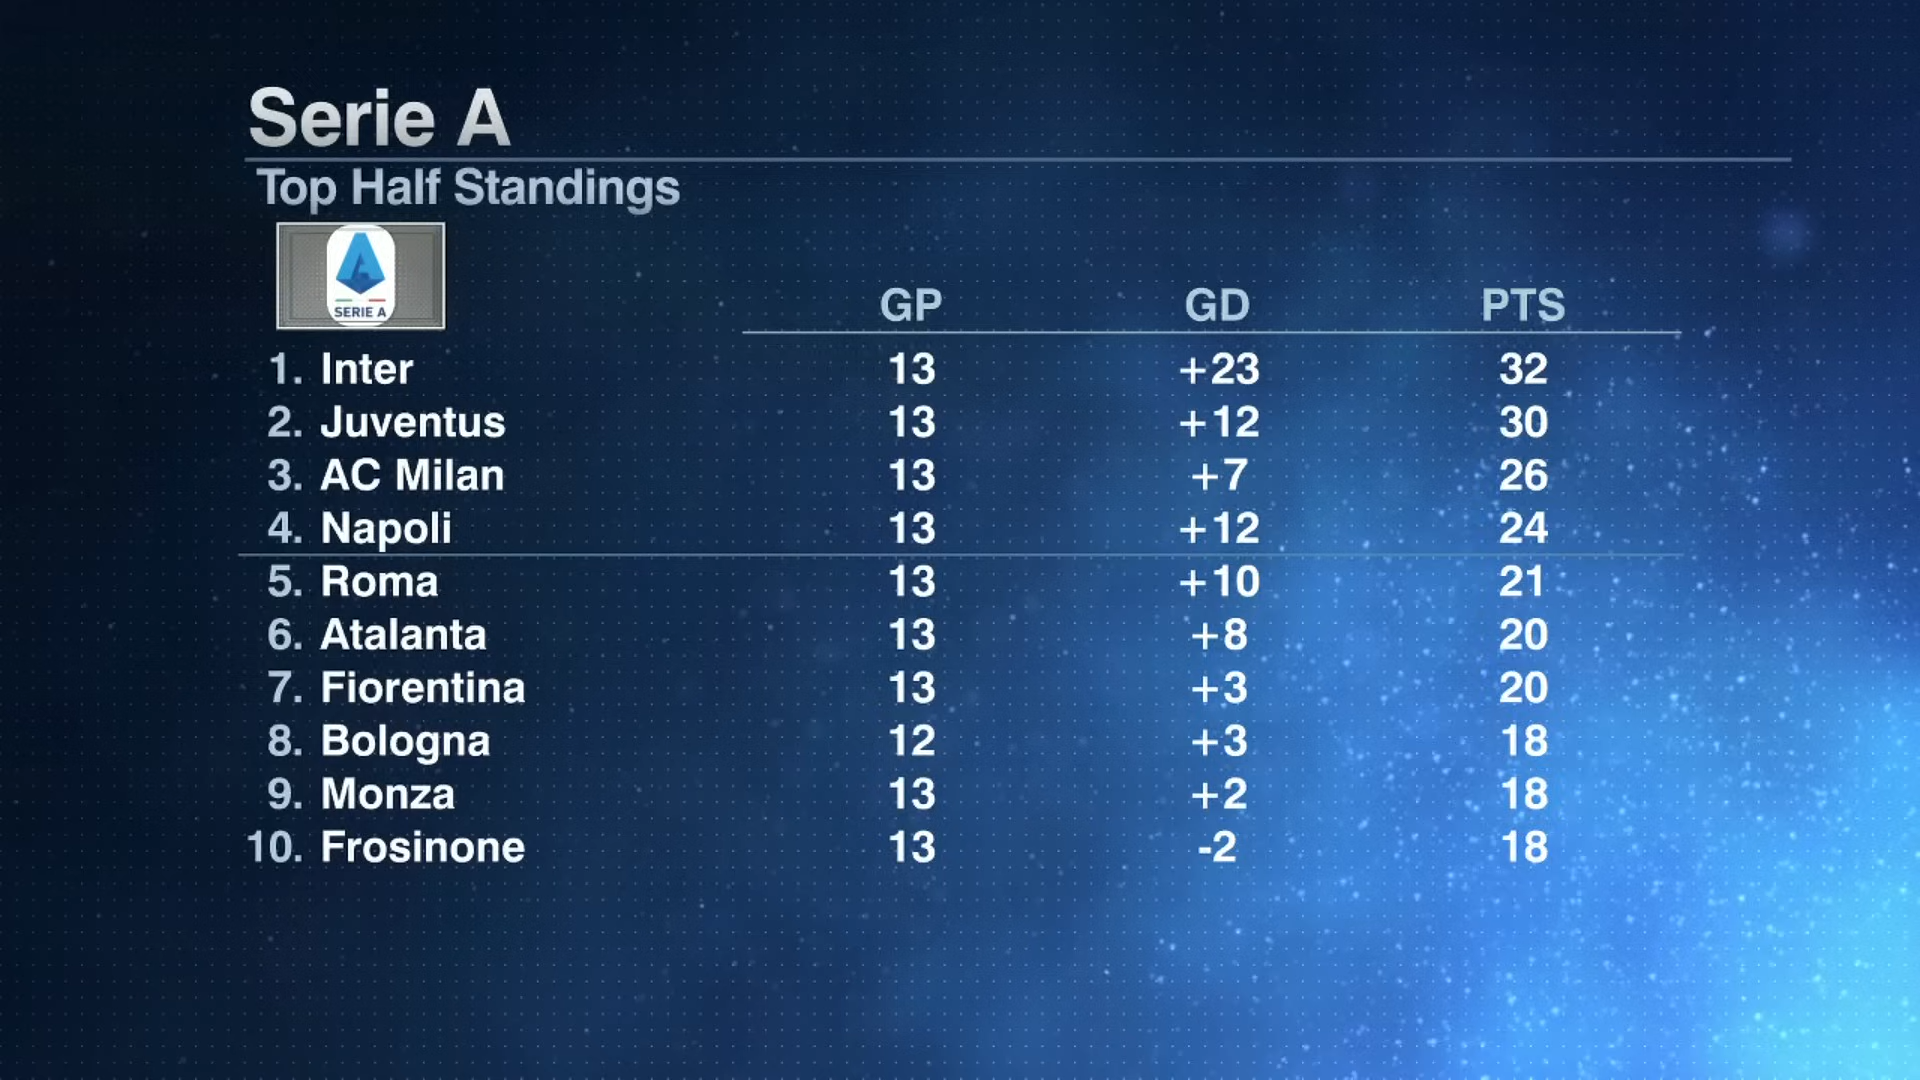 Serie A
Top Half Standings
SERIE A
GP GD PTS
1. Inter 13 +23 32
2. Juventus 13 +12 30
3. AC Milan 13 +7 26
4. Napoli 13 +12 24
5. Roma 13 +10 21
6. Atalanta 13 +8 20
7. Fiorentina 13 +3 20
8. Bologna 12 +3 18
9. Monza 13 +2 18
10. Frosinone 13 -2 18